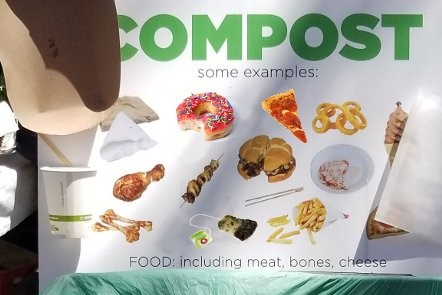 COMPOST
some examples:
FOOD: including meat, bones, cheese